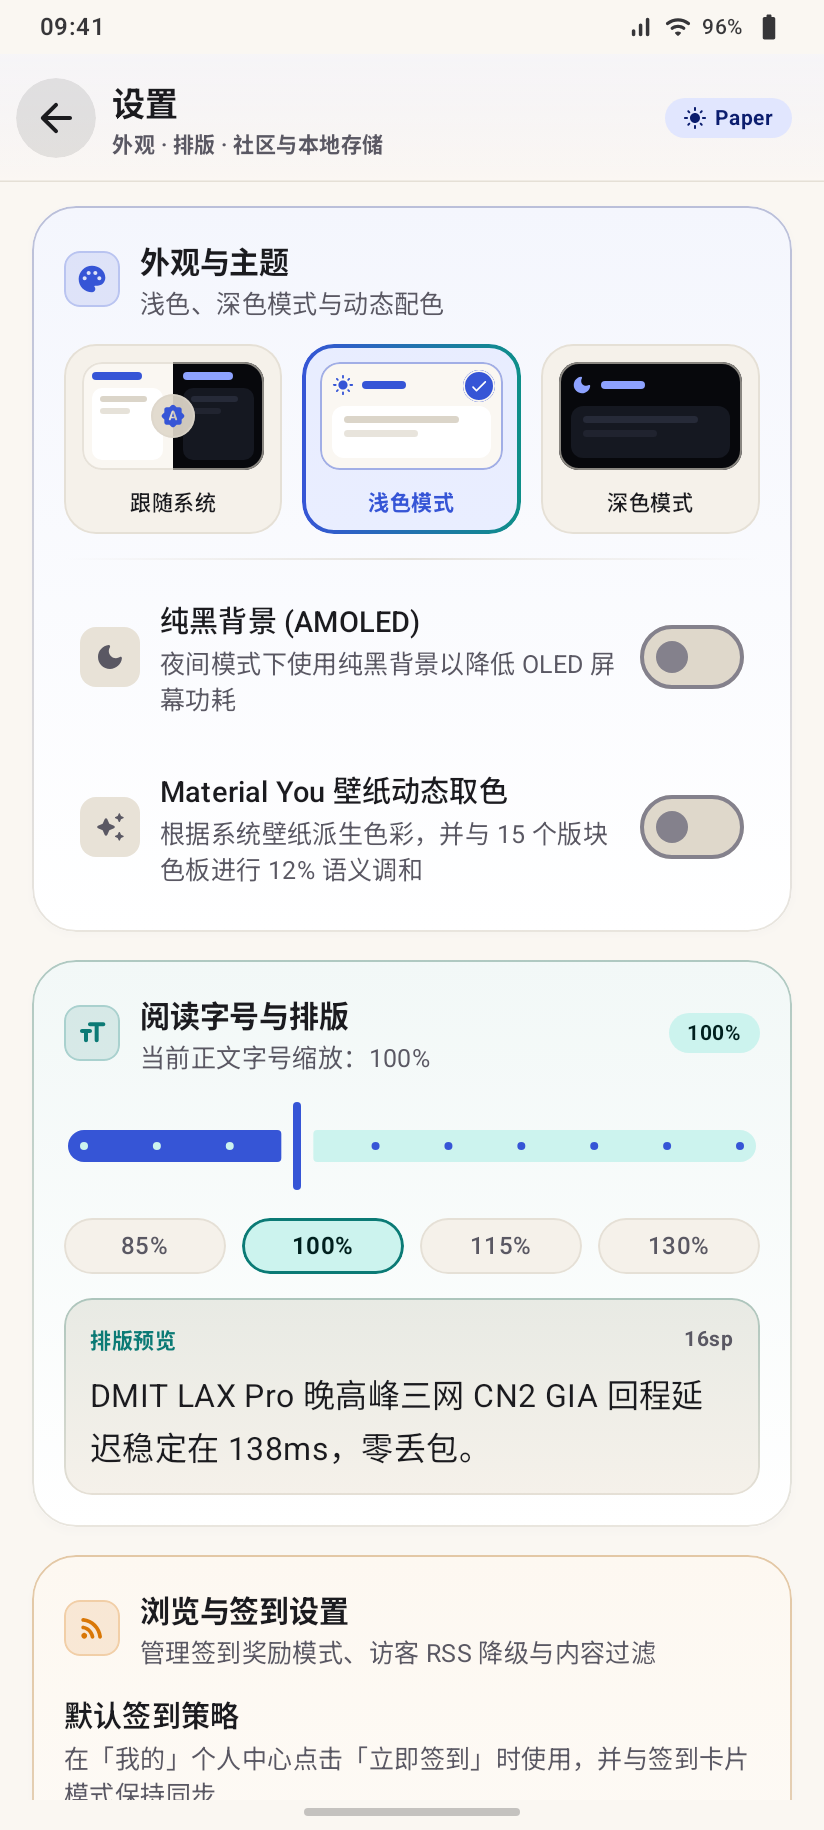 09:41
96%
设置
外观 · 排版 · 社区与本地存储
Paper
外观与主题
浅色、深色模式与动态配色
A
跟随系统
浅色模式
深色模式
纯黑背景 (AMOLED)
夜间模式下使用纯黑背景以降低 OLED 屏
幕功耗
Material You 壁纸动态取色
根据系统壁纸派生色彩，并与 15 个版块
色板进行 12% 语义调和
阅读字号与排版
当前正文字号缩放：100%
100%
85%
100%
115%
130%
排版预览
16sp
DMIT LAX Pro 晚高峰三网 CN2 GIA 回程延
迟稳定在 138ms，零丢包。
浏览与签到设置
管理签到奖励模式、访客 RSS 降级与内容过滤
默认签到策略
在「我的」个人中心点击「立即签到」时使用，并与签到卡片
模式保持同步